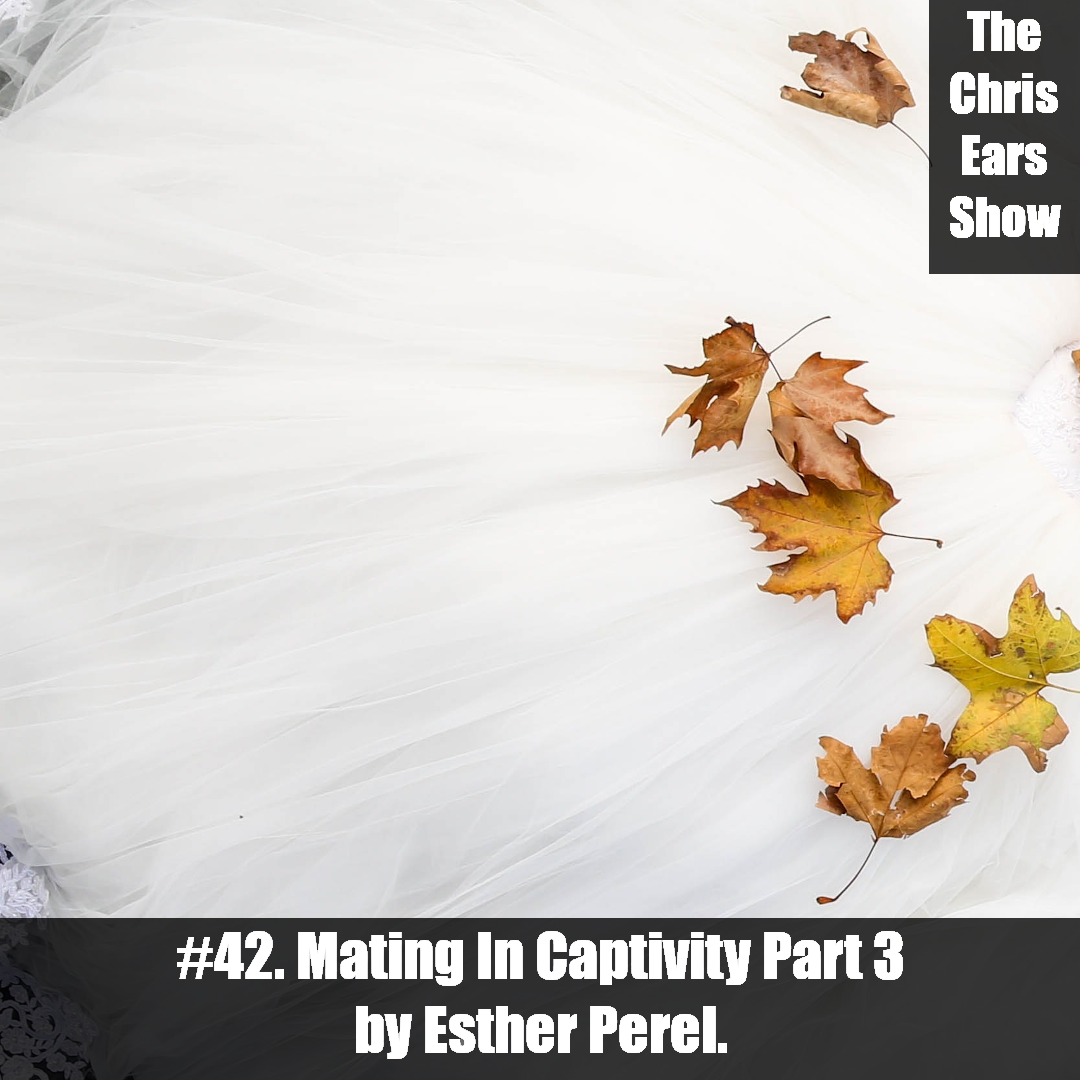 The
Chris
Ears
Show
#42. Mating In Captivity Part 3
by Esther Perel.